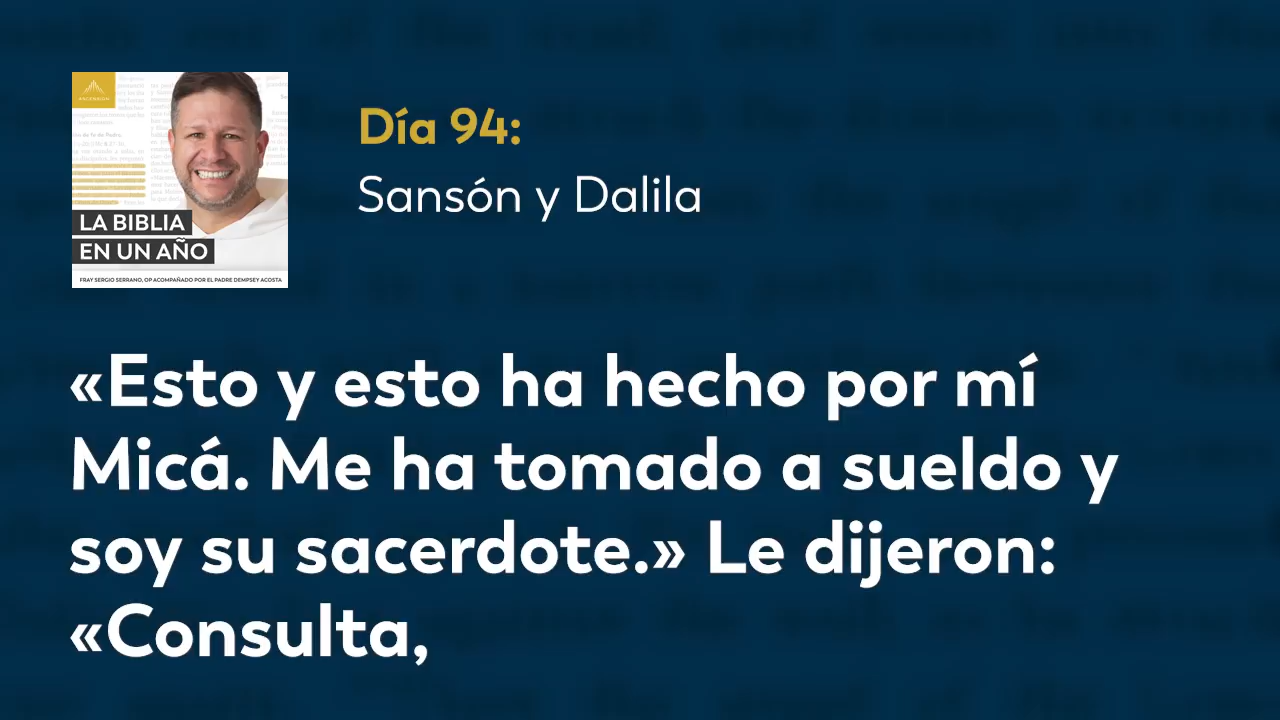 ASCENSION
LA BIBLIA
EN UN AÑO
FRAY SERGIO SERRANO, OP ACOMPAÑADO POR EL PADRE DEMPSEY ACOSTA
Día 94:
Sansón y Dalila
«Esto y esto ha hecho por mí
Micá. Me ha tomado a sueldo y
soy su sacerdote.» Le dijeron:
«Consulta,